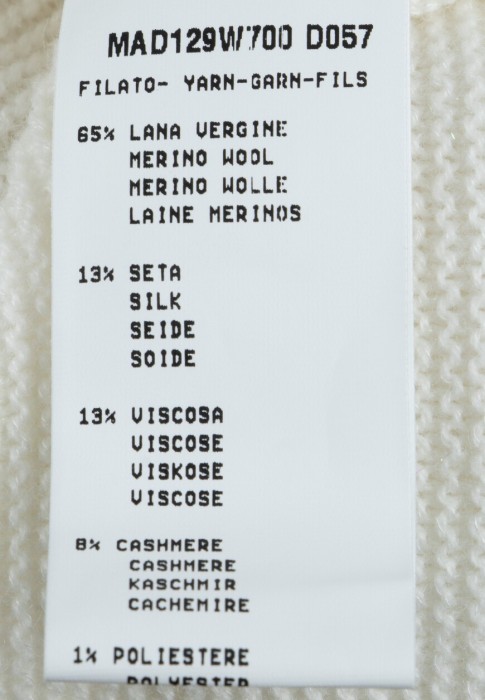 MAD129W700 D057
FILATO- YARN-GARN-FILS
65% LANA VERGINE
MERINO WOOL
MERINO WOLLE
LAINE MERINOS
13% SETA
SILK
SEIDE
SOIDE
13% VISCOSA
VISCOSE
VISKOSE
VISCOSE
8% CASHMERE
CASHMERE
KASCHMIR
CACHEMIRE
1% POLIESTERE
POLYESTER